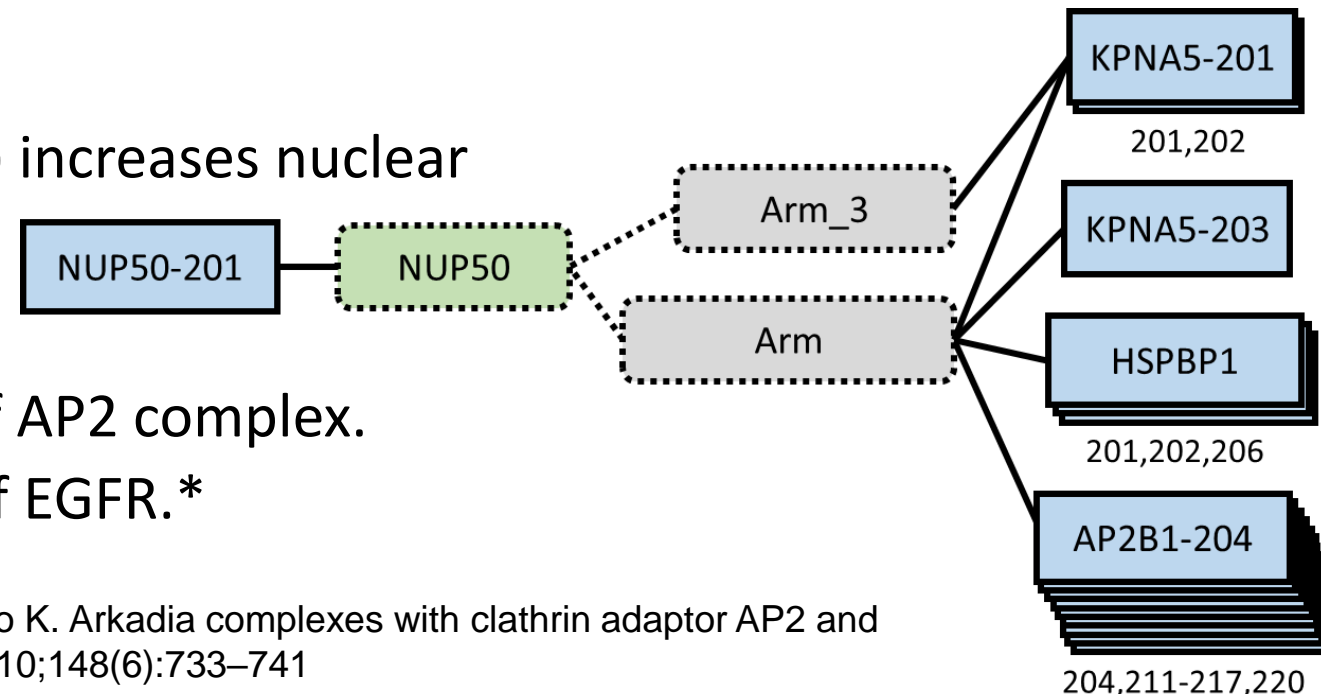 increases nuclear
NUP50-201
NUP50
Arm_3
Arm
KPNA5-201
201,202
KPNA5-203
HSPBP1
201,202,206
AP2B1-204
204,211-217,220
AP2 complex.
EGFR.*
K. Arkadia complexes with clathrin adaptor AP2 and
10;148(6):733–741